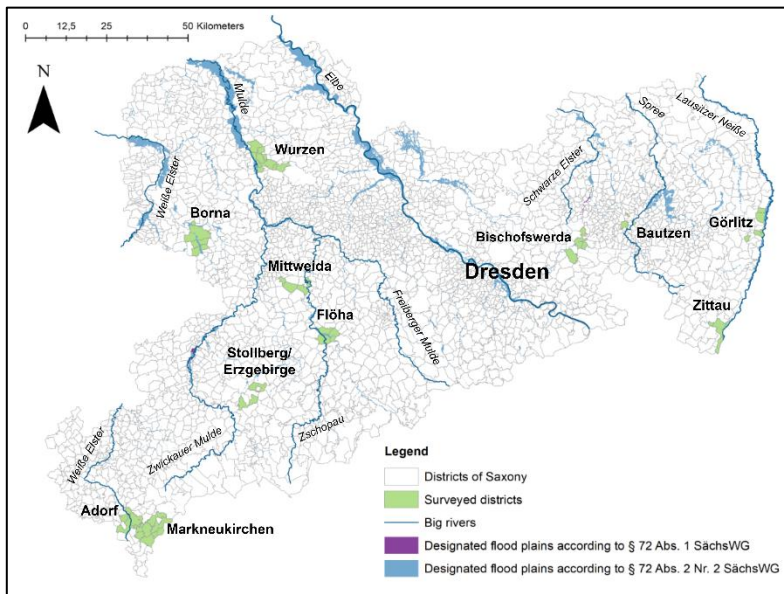 0 12,5 25 50 Kilometers
N
Mulde
Elbe
Wurzen
Weiße Elster
Borna
Mittweida
Flöha
Stollberg/
Erzgebirge
Freiberger Mulde
Dresden
Bischofswerda
Schwarze Elster
Spree
Lausitzer Neiße
Bautzen
Görlitz
Zittau
Zschopau
Zwickauer Mulde
Weiße Elster
Adorf
Markneukirchen
Legend
Districts of Saxony
Surveyed districts
Big rivers
Designated flood plains according to § 72 Abs. 1 SächsWG
Designated flood plains according to § 72 Abs. 2 Nr. 2 SächsWG